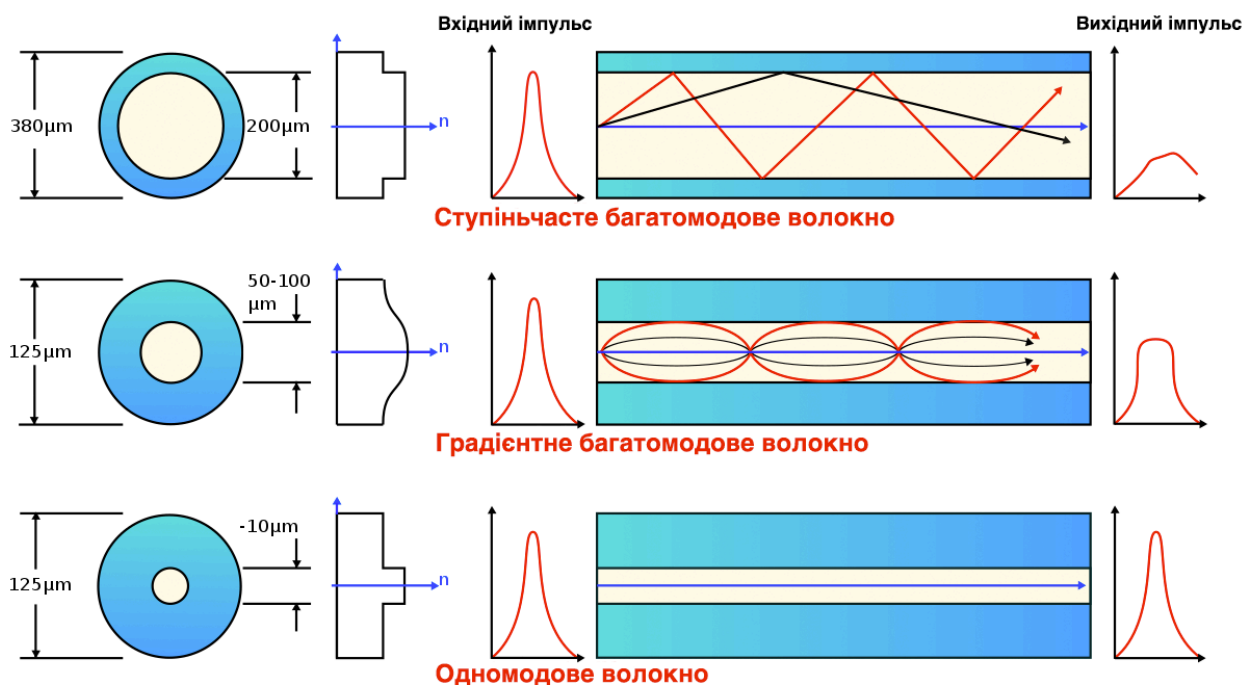 Вхідний імпульс
Вихідний імпульс
380µm
200µm
n
Ступіньчасте багатомодове волокно
50-100
µm
125µm
n
Градієнтне багатомодове волокно
-10µm
125µm
n
Одномодове волокно